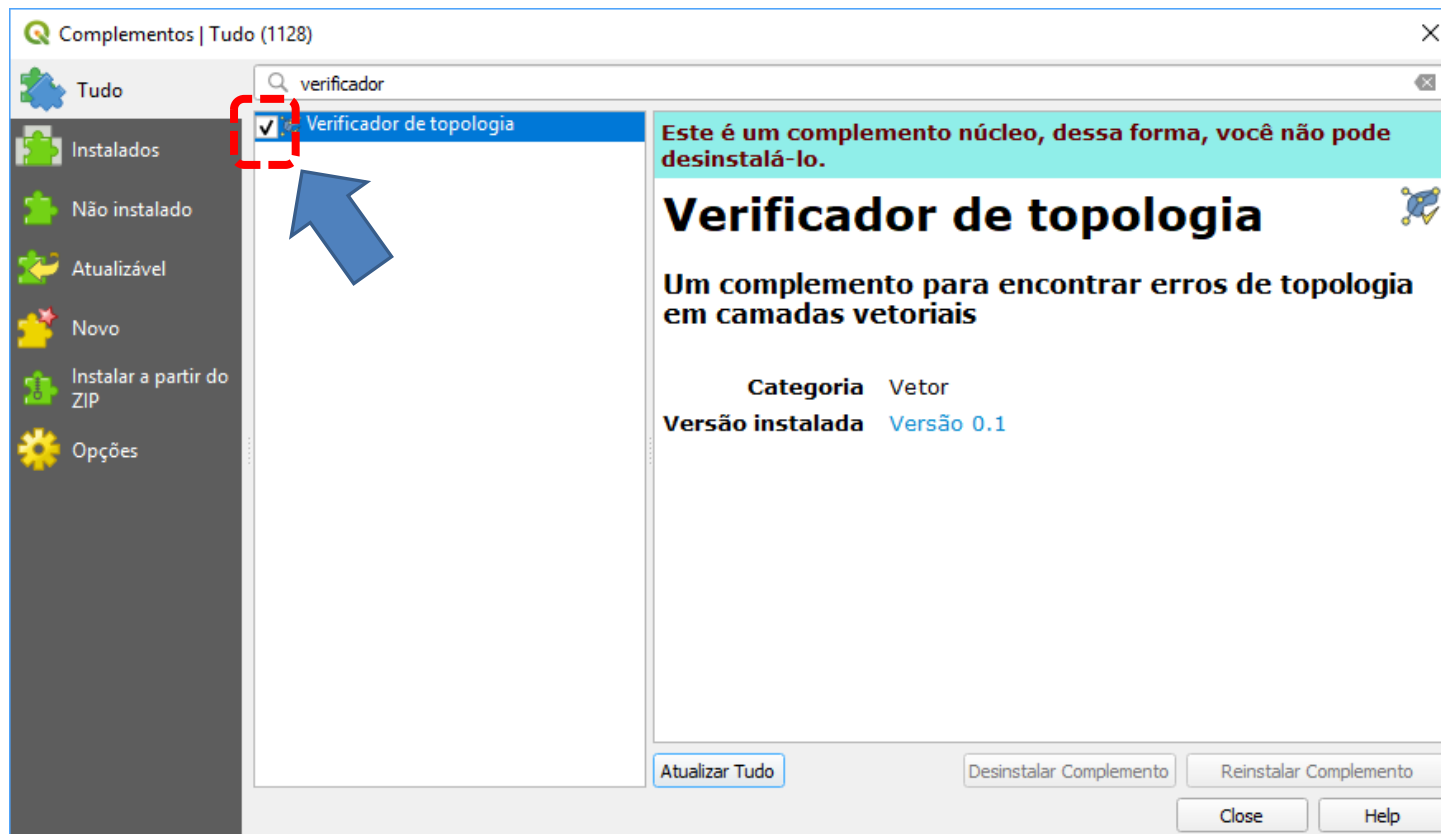 Complementos | Tudo (1128)
Tudo
verificador
Verificador de topologia
Instalados
Não instalado
Atualizável
Novo
Instalar a partir do
ZIP
Opções
Este é um complemento núcleo, dessa forma, você não pode
desinstalá-lo.
Verificador de topologia
Um complemento para encontrar erros de topologia
em camadas vetoriais
Categoria Vetor
Versão instalada Versão 0.1
Atualizar Tudo
Desinstalar Complemento
Reinstalar Complemento
Close
Help